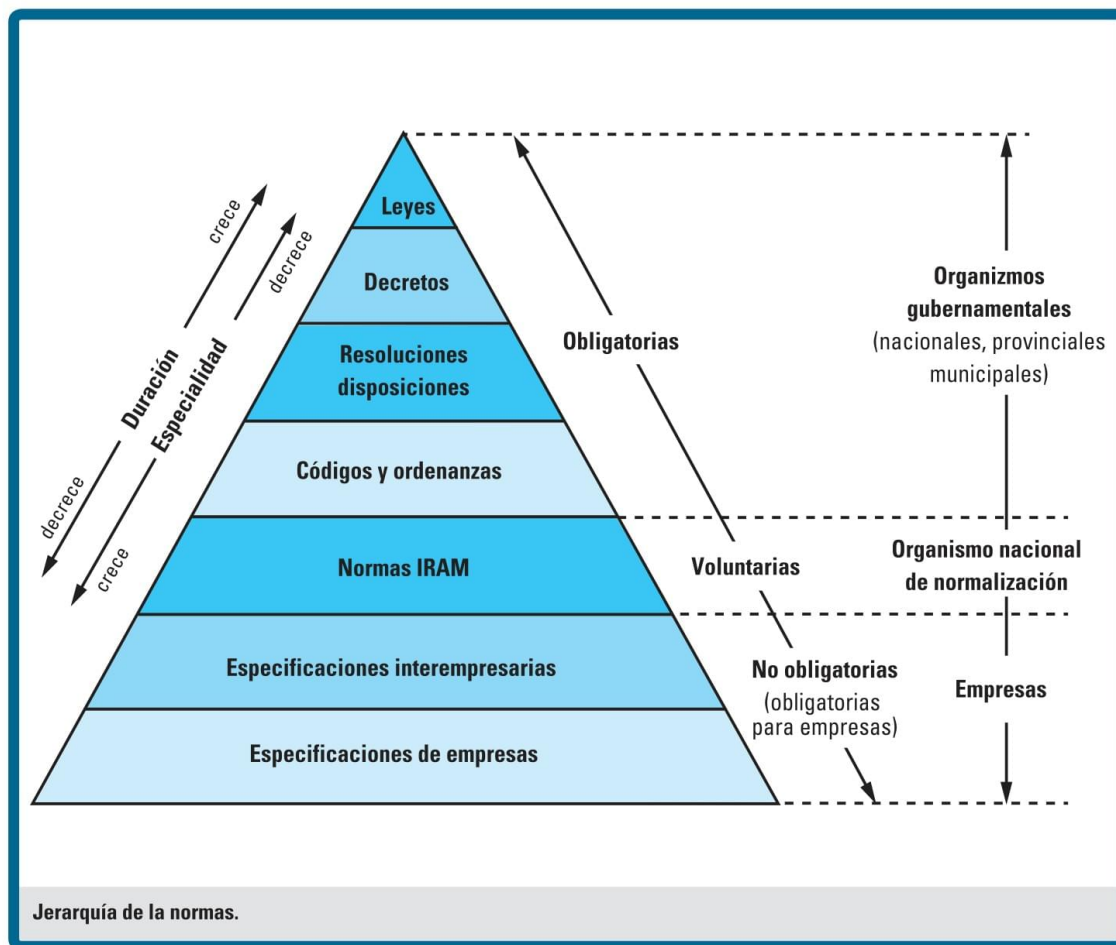 Leyes
Decretos
Resoluciones
disposiciones
Códigos y ordenanzas
Normas IRAM
Especificaciones interempresarias
Especificaciones de empresas
crece
Duración
decrece
decrece
Especialidad
crece
Obligatorias
Voluntarias
No obligatorias
(obligatorias
para empresas)
Organizmos
gubernamentales
(nacionales, provinciales
municipales)
Organismo nacional
de normalización
Empresas
Jerarquía de la normas.